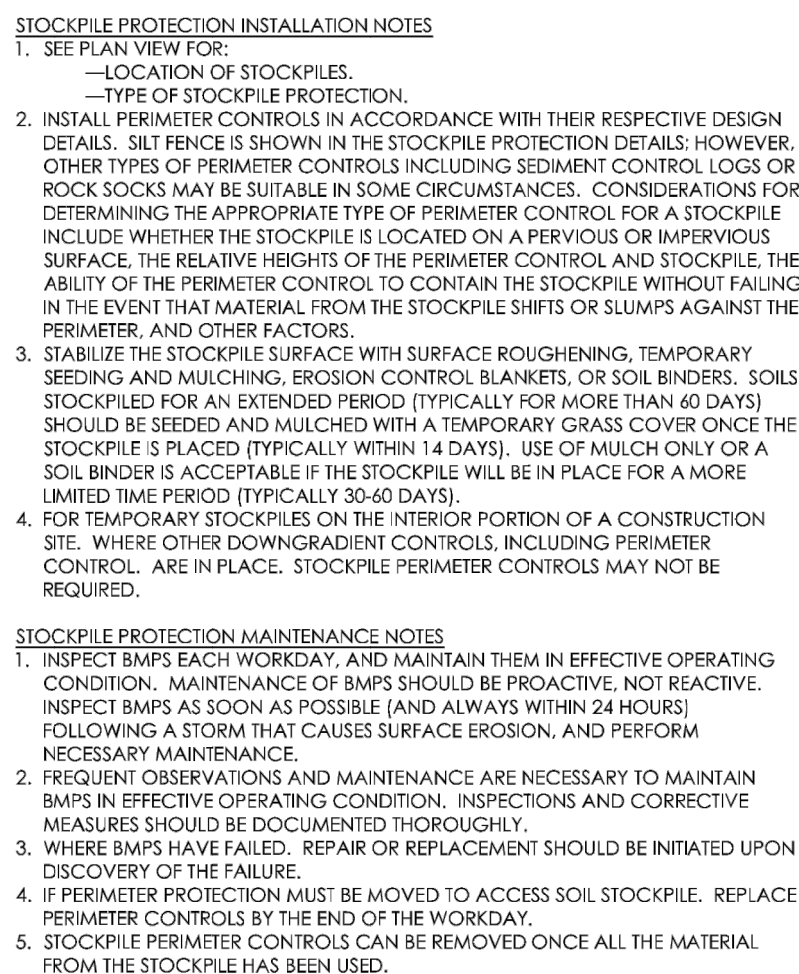 STOCKPILE PROTECTION INSTALLATION NOTES
1. SEE PLAN VIEW FOR:
—LOCATION OF STOCKPILES.
—TYPE OF STOCKPILE PROTECTION.
2. INSTALL PERIMETER CONTROLS IN ACCORDANCE WITH THEIR RESPECTIVE DESIGN
DETAILS. SILT FENCE IS SHOWN IN THE STOCKPILE PROTECTION DETAILS; HOWEVER,
OTHER TYPES OF PERIMETER CONTROLS INCLUDING SEDIMENT CONTROL LOGS OR
ROCK SOCKS MAY BE SUITABLE IN SOME CIRCUMSTANCES. CONSIDERATIONS FOR
DETERMINING THE APPROPRIATE TYPE OF PERIMETER CONTROL FOR A STOCKPILE
INCLUDE WHETHER THE STOCKPILE IS LOCATED ON A PERVIOUS OR IMPERVIOUS
SURFACE, THE RELATIVE HEIGHTS OF THE PERIMETER CONTROL AND STOCKPILE, THE
ABILITY OF THE PERIMETER CONTROL TO CONTAIN THE STOCKPILE WITHOUT FAILING
IN THE EVENT THAT MATERIAL FROM THE STOCKPILE SHIFTS OR SLUMPS AGAINST THE
PERIMETER, AND OTHER FACTORS.
3. STABILIZE THE STOCKPILE SURFACE WITH SURFACE ROUGHENING, TEMPORARY
SEEDING AND MULCHING, EROSION CONTROL BLANKETS, OR SOIL BINDERS. SOILS
STOCKPILED FOR AN EXTENDED PERIOD (TYPICALLY FOR MORE THAN 60 DAYS)
SHOULD BE SEEDED AND MULCHED WITH A TEMPORARY GRASS COVER ONCE THE
STOCKPILE IS PLACED (TYPICALLY WITHIN 14 DAYS). USE OF MULCH ONLY OR A
SOIL BINDER IS ACCEPTABLE IF THE STOCKPILE WILL BE IN PLACE FOR A MORE
LIMITED TIME PERIOD (TYPICALLY 30-60 DAYS).
4. FOR TEMPORARY STOCKPILES ON THE INTERIOR PORTION OF A CONSTRUCTION
SITE. WHERE OTHER DOWNGRADIENT CONTROLS, INCLUDING PERIMETER
CONTROL. ARE IN PLACE. STOCKPILE PERIMETER CONTROLS MAY NOT BE
REQUIRED.
STOCKPILE PROTECTION MAINTENANCE NOTES
1. INSPECT BMPS EACH WORKDAY, AND MAINTAIN THEM IN EFFECTIVE OPERATING
CONDITION. MAINTENANCE OF BMPS SHOULD BE PROACTIVE, NOT REACTIVE.
INSPECT BMPS AS SOON AS POSSIBLE (AND ALWAYS WITHIN 24 HOURS)
FOLLOWING A STORM THAT CAUSES SURFACE EROSION, AND PERFORM
NECESSARY MAINTENANCE.
2. FREQUENT OBSERVATIONS AND MAINTENANCE ARE NECESSARY TO MAINTAIN
BMPS IN EFFECTIVE OPERATING CONDITION. INSPECTIONS AND CORRECTIVE
MEASURES SHOULD BE DOCUMENTED THOROUGHLY.
3. WHERE BMPS HAVE FAILED. REPAIR OR REPLACEMENT SHOULD BE INITIATED UPON
DISCOVERY OF THE FAILURE.
4. IF PERIMETER PROTECTION MUST BE MOVED TO ACCESS SOIL STOCKPILE. REPLACE
PERIMETER CONTROLS BY THE END OF THE WORKDAY.
5. STOCKPILE PERIMETER CONTROLS CAN BE REMOVED ONCE ALL THE MATERIAL
FROM THE STOCKPILE HAS BEEN USED.